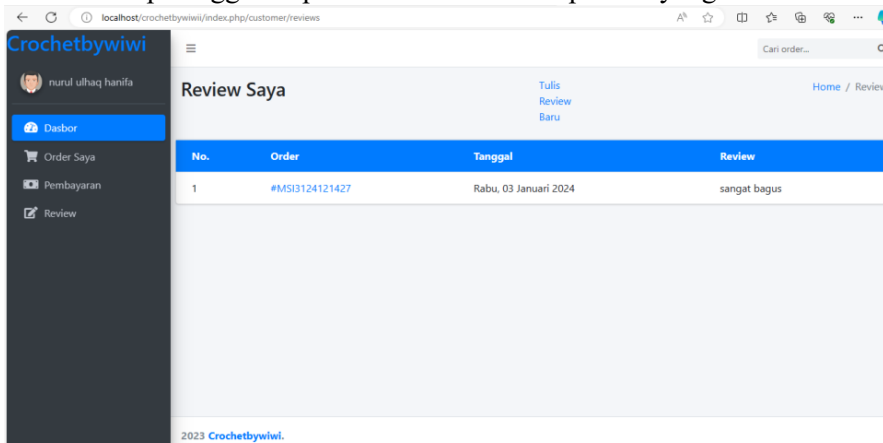 localhost/crochetbywiwii/index.php/customer/reviews
Crochetbywiwi
Cari order...
nurul ulhaq hanifa
Review Saya
Tulis
Review
Baru
Home / Review
Dasbor
Order Saya
Pembayaran
Review
No. Order Tanggal Review
1 #MSI3124121427 Rabu, 03 Januari 2024 sangat bagus
2023 Crochetbywiwi.